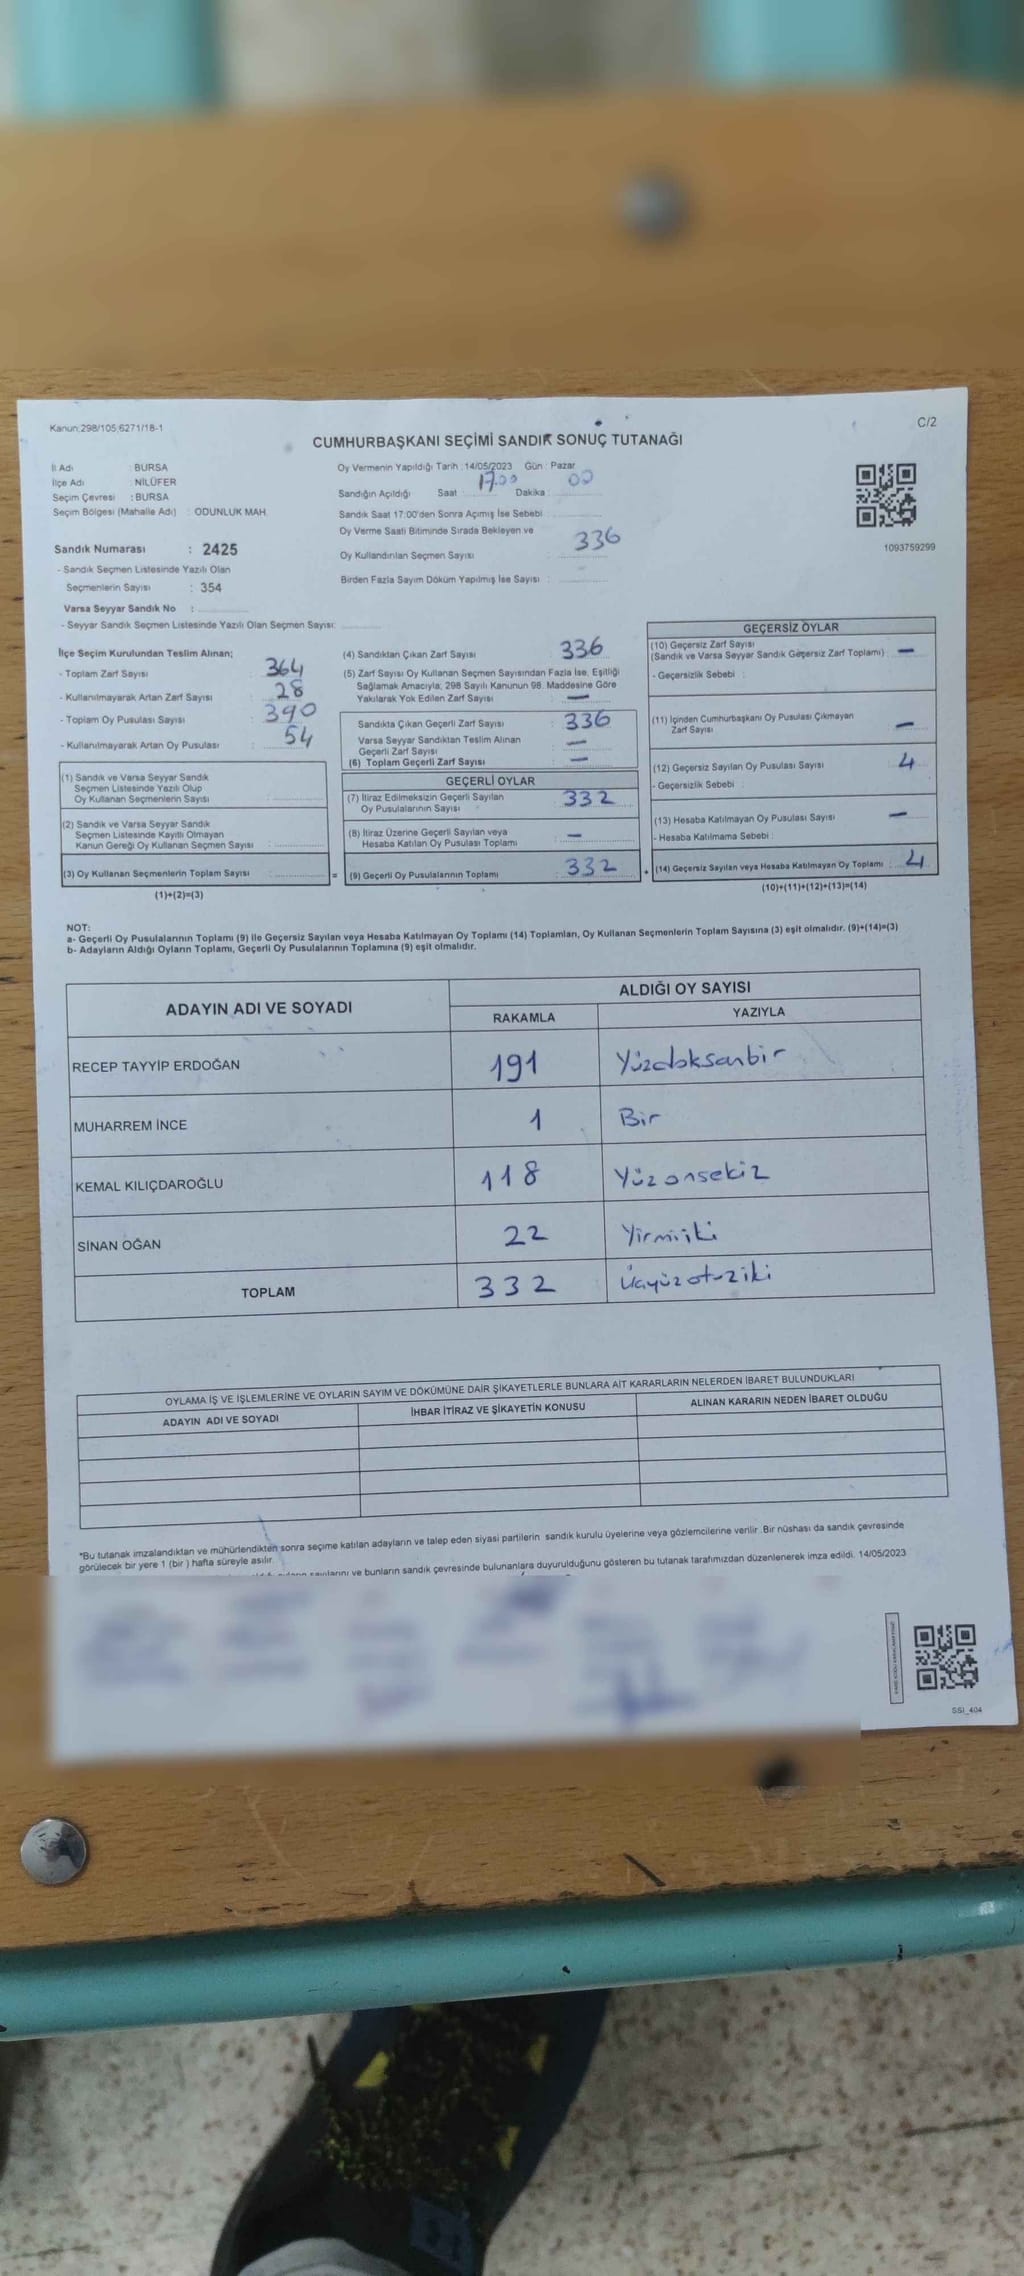 Kanun:298/105,6271/18-1
C/2
CUMHURBAŞKANI SEÇİMİ SANDIK SONUÇ TUTANAĞI
İl Adı BURSA
İlçe Adı NİLÜFER
Seçim Çevresi : BURSA
Seçim Bölgesi (Mahalle Adı) : ODUNLUK MAH.
Sandık Numarası : 2425
- Sandık Seçmen Listesinde Yazılı Olan
Seçmenlerin Sayısı : 354
Varsa Seyyar Sandık No :
- Seyyar Sandık Seçmen Listesinde Yazılı Olan Seçmen Sayısı:
Oy Vermenin Yapıldığı Tarih : 14/05/2023 Gün : Pazar
Sandığın Açıldığı Saat : 17.00 Dakika : 00
Sandık Saat 17:00'den Sonra Açımış İse Sebebi :
Oy Verme Saati Bitiminde Sırada Bekleyen ve
Oy Kullandırılan Seçmen Sayısı : 336
Birden Fazla Sayım Döküm Yapılmış İse Sayısı :
1093759299
İlçe Seçim Kurulundan Teslim Alınan;
- Toplam Zarf Sayısı : 364
- Kullanılmayarak Artan Zarf Sayısı : 28
- Toplam Oy Pusulası Sayısı : 390
- Kullanılmayarak Artan Oy Pusulası : 54
(1) Sandık ve Varsa Seyyar Sandık
Seçmen Listesinde Yazılı Olup
Oy Kullanan Seçmenlerin Sayısı :
(2) Sandık ve Varsa Seyyar Sandık
Seçmen Listesinde Kayıtlı Olmayan
Kanun Gereği Oy Kullanan Seçmen Sayısı :
(3) Oy Kullanan Seçmenlerin Toplam Sayısı :
(1)+(2)=(3)
(4) Sandıktan Çıkan Zarf Sayısı : 336
(5) Zarf Sayısı Oy Kullanan Seçmen Sayısından Fazla İse, Eşitliği
Sağlamak Amacıyla, 298 Sayılı Kanunun 98. Maddesine Göre
Yakılarak Yok Edilen Zarf Sayısı : —
Sandıkta Çıkan Geçerli Zarf Sayısı : 336
Varsa Seyyar Sandıktan Teslim Alınan
Geçerli Zarf Sayısı : —
(6) Toplam Geçerli Zarf Sayısı : —
GEÇERLİ OYLAR
(7) İtiraz Edilmeksizin Geçerli Sayılan
Oy Pusulalarının Sayısı : 332
(8) İtiraz Üzerine Geçerli Sayılan veya
Hesaba Katılan Oy Pusulası Toplamı : —
= (9) Geçerli Oy Pusulalarının Toplamı : 332
GEÇERSİZ OYLAR
(10) Geçersiz Zarf Sayısı
(Sandık ve Varsa Seyyar Sandık Geçersiz Zarf Toplamı) : —
- Geçersizlik Sebebi :
(11) İçinden Cumhurbaşkanı Oy Pusulası Çıkmayan
Zarf Sayısı : —
(12) Geçersiz Sayılan Oy Pusulası Sayısı : 4
- Geçersizlik Sebebi :
(13) Hesaba Katılmayan Oy Pusulası Sayısı : —
- Hesaba Katılmama Sebebi :
+ (14) Geçersiz Sayılan veya Hesaba Katılmayan Oy Toplamı : 4
(10)+(11)+(12)+(13)=(14)
NOT:
a- Geçerli Oy Pusulalarının Toplamı (9) ile Geçersiz Sayılan veya Hesaba Katılmayan Oy Toplamı (14) Toplamları, Oy Kullanan Seçmenlerin Toplam Sayısına (3) eşit olmalıdır. (9)+(14)=(3)
b- Adayların Aldığı Oyların Toplamı, Geçerli Oy Pusulalarının Toplamına (9) eşit olmalıdır.
ADAYIN ADI VE SOYADI ALDIĞI OY SAYISI
RAKAMLA YAZIYLA
RECEP TAYYİP ERDOĞAN 191 Yüzdoksanbir
MUHARREM İNCE 1 Bir
KEMAL KILIÇDAROĞLU 118 Yüzonsekiz
SİNAN OĞAN 22 Yirmiiki
TOPLAM 332 Üçyüzotuziki
OYLAMA İŞ VE İŞLEMLERİNE VE OYLARIN SAYIM VE DÖKÜMÜNE DAİR ŞİKAYETLERLE BUNLARA AİT KARARLARIN NELERDEN İBARET BULUNDUKLARI
ADAYIN ADI VE SOYADI İHBAR İTİRAZ VE ŞİKAYETİN KONUSU ALINAN KARARIN NEDEN İBARET OLDUĞU
*Bu tutanak imzalandıktan ve mühürlendikten sonra seçime katılan adayların ve talep eden siyasi partilerin sandık kurulu üyelerine veya gözlemcilerine verilir. Bir nüshası da sandık çevresinde
görülecek bir yere 1 (bir ) hafta süreyle asılır.
sayılarını ve bunların sandık çevresinde bulunanlara duyurulduğunu gösteren bu tutanak tarafımızdan düzenlenerek imza edildi. 14/05/2023
SSI_404